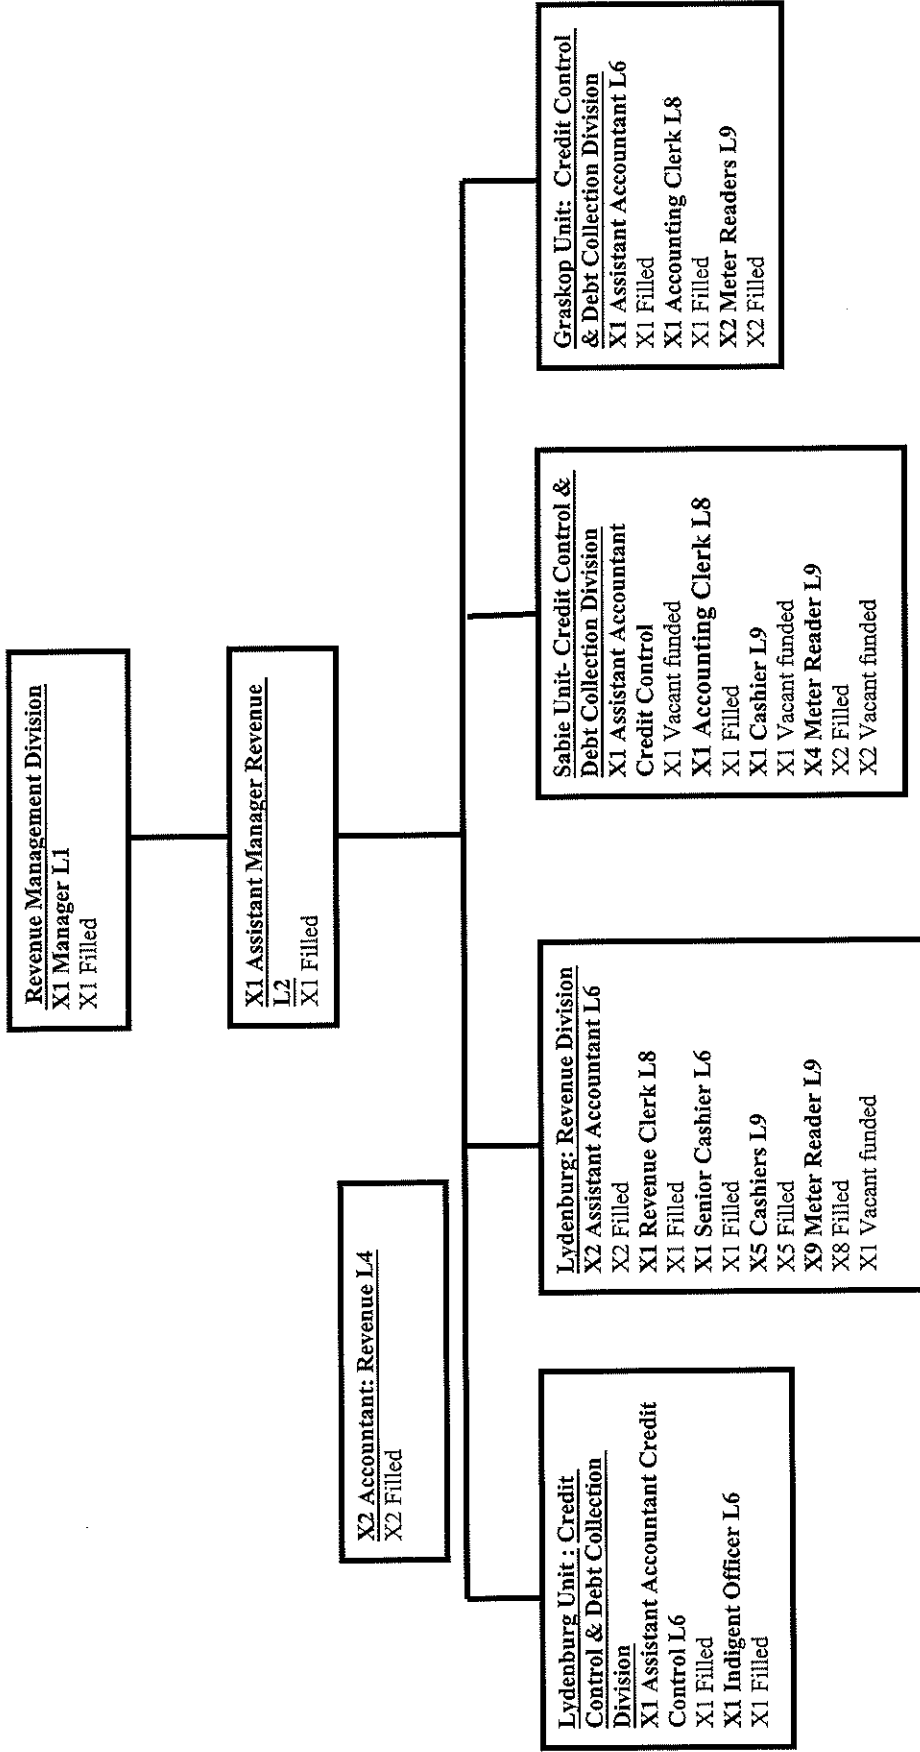 Revenue Management Division
X1 Manager L1
X1 Filled
X1 Assistant Manager Revenue
L2
X1 Filled
X2 Accountant: Revenue L4
X2 Filled
Lydenburg Unit : Credit
Control & Debt Collection
Division
X1 Assistant Accountant Credit
Control L6
X1 Filled
X1 Indigent Officer L6
X1 Filled
Lydenburg: Revenue Division
X2 Assistant Accountant L6
X2 Filled
X1 Revenue Clerk L8
X1 Filled
X1 Senior Cashier L6
X1 Filled
X5 Cashiers L9
X5 Filled
X9 Meter Reader L9
X8 Filled
X1 Vacant funded
Sabie Unit- Credit Control &
Debt Collection Division
X1 Assistant Accountant
Credit Control
X1 Vacant funded
X1 Accounting Clerk L8
X1 Filled
X1 Cashier L9
X1 Vacant funded
X4 Meter Reader L9
X2 Filled
X2 Vacant funded
Graskop Unit: Credit Control
& Debt Collection Division
X1 Assistant Accountant L6
X1 Filled
X1 Accounting Clerk L8
X1 Filled
X2 Meter Readers L9
X2 Filled